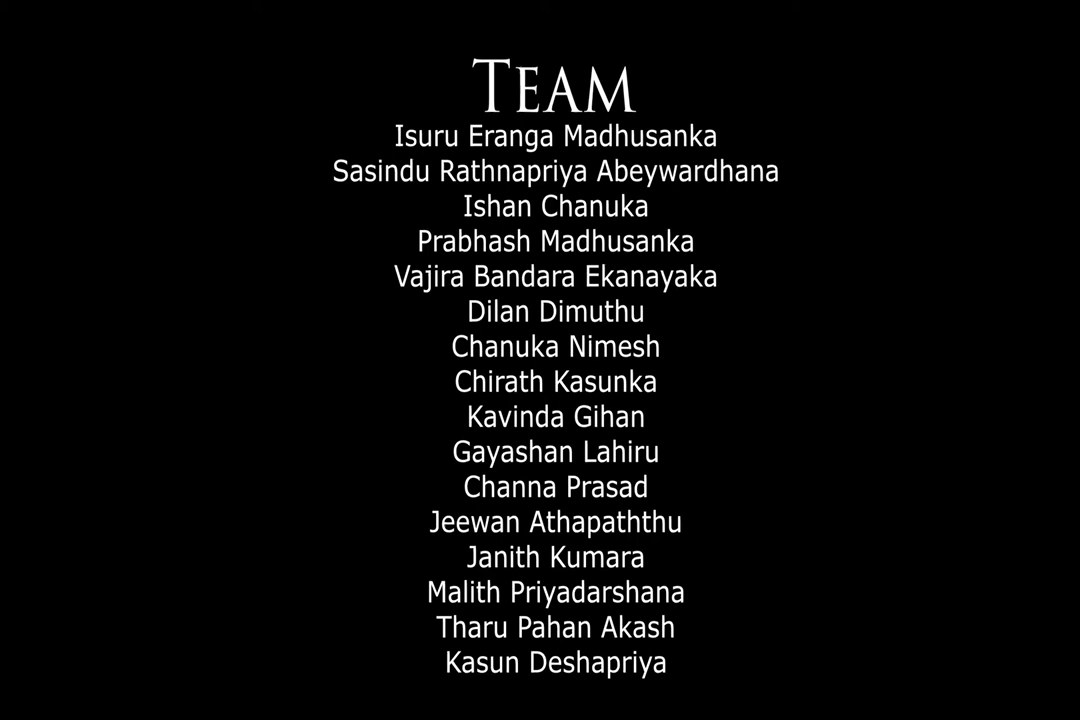 TEAM
Isuru Eranga Madhusanka
Sasindu Rathnapriya Abeywardhana
Ishan Chanuka
Prabhash Madhusanka
Vajira Bandara Ekanayaka
Dilan Dimuthu
Chanuka Nimesh
Chirath Kasunka
Kavinda Gihan
Gayashan Lahiru
Channa Prasad
Jeewan Athapaththu
Janith Kumara
Malith Priyadarshana
Tharu Pahan Akash
Kasun Deshapriya